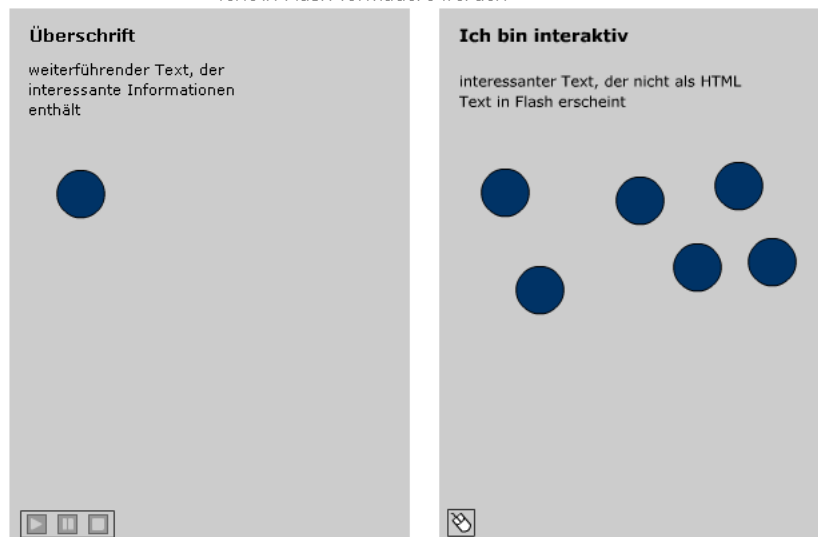 Überschrift
weiterführender Text, der
interessante Informationen
enthält
Ich bin interaktiv
interessanter Text, der nicht als HTML
Text in Flash erscheint